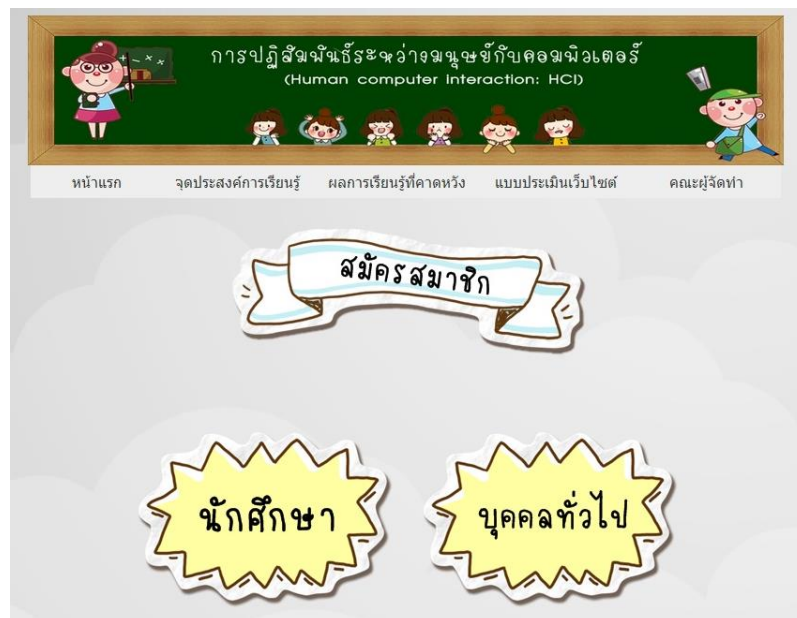 การปฏิสัมพันธ์ระหว่างมนุษย์กับคอมพิวเตอร์
(Human computer Interaction: HCI)
หน้าแรก จุดประสงค์การเรียนรู้ ผลการเรียนรู้ที่คาดหวัง แบบประเมินเว็บไซต์ คณะผู้จัดทำ
สมัครสมาชิก
นักศึกษา บุคคลทั่วไป